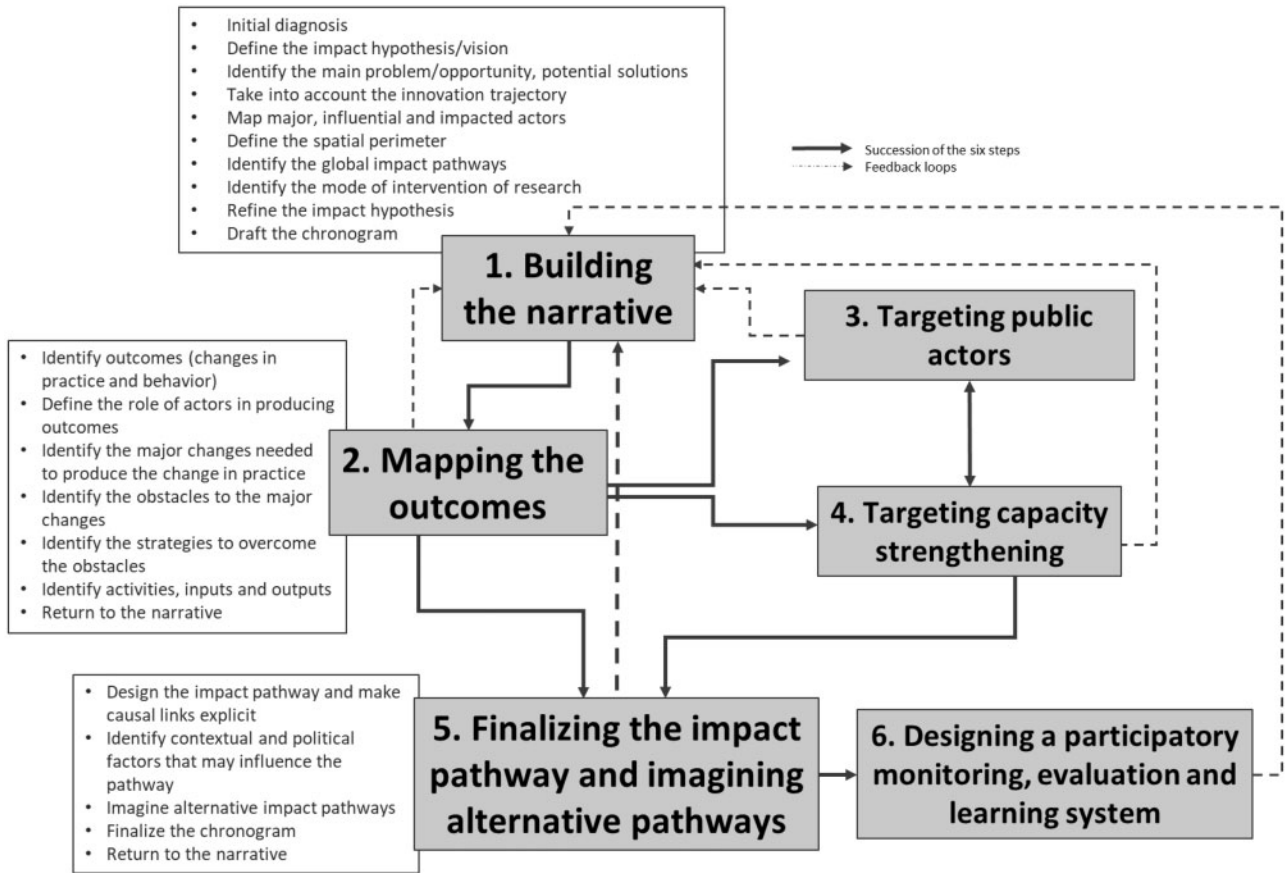 • Initial diagnosis
• Define the impact hypothesis/vision
• Identify the main problem/opportunity, potential solutions
• Take into account the innovation trajectory
• Map major, influential and impacted actors
• Define the spatial perimeter
• Identify the global impact pathways
• Identify the mode of intervention of research
• Refine the impact hypothesis
• Draft the chronogram
Succession of the six steps
Feedback loops
1. Building
the narrative
3. Targeting public
actors
• Identify outcomes (changes in
practice and behavior)
• Define the role of actors in producing
outcomes
• Identify the major changes needed
to produce the change in practice
• Identify the obstacles to the major
changes
• Identify the strategies to overcome
the obstacles
• Identify activities, inputs and outputs
• Return to the narrative
2. Mapping the
outcomes
4. Targeting capacity
strengthening
• Design the impact pathway and make
causal links explicit
• Identify contextual and political
factors that may influence the
pathway
• Imagine alternative impact pathways
• Finalize the chronogram
• Return to the narrative
5. Finalizing the impact
pathway and imagining
alternative pathways
6. Designing a participatory
monitoring, evaluation and
learning system